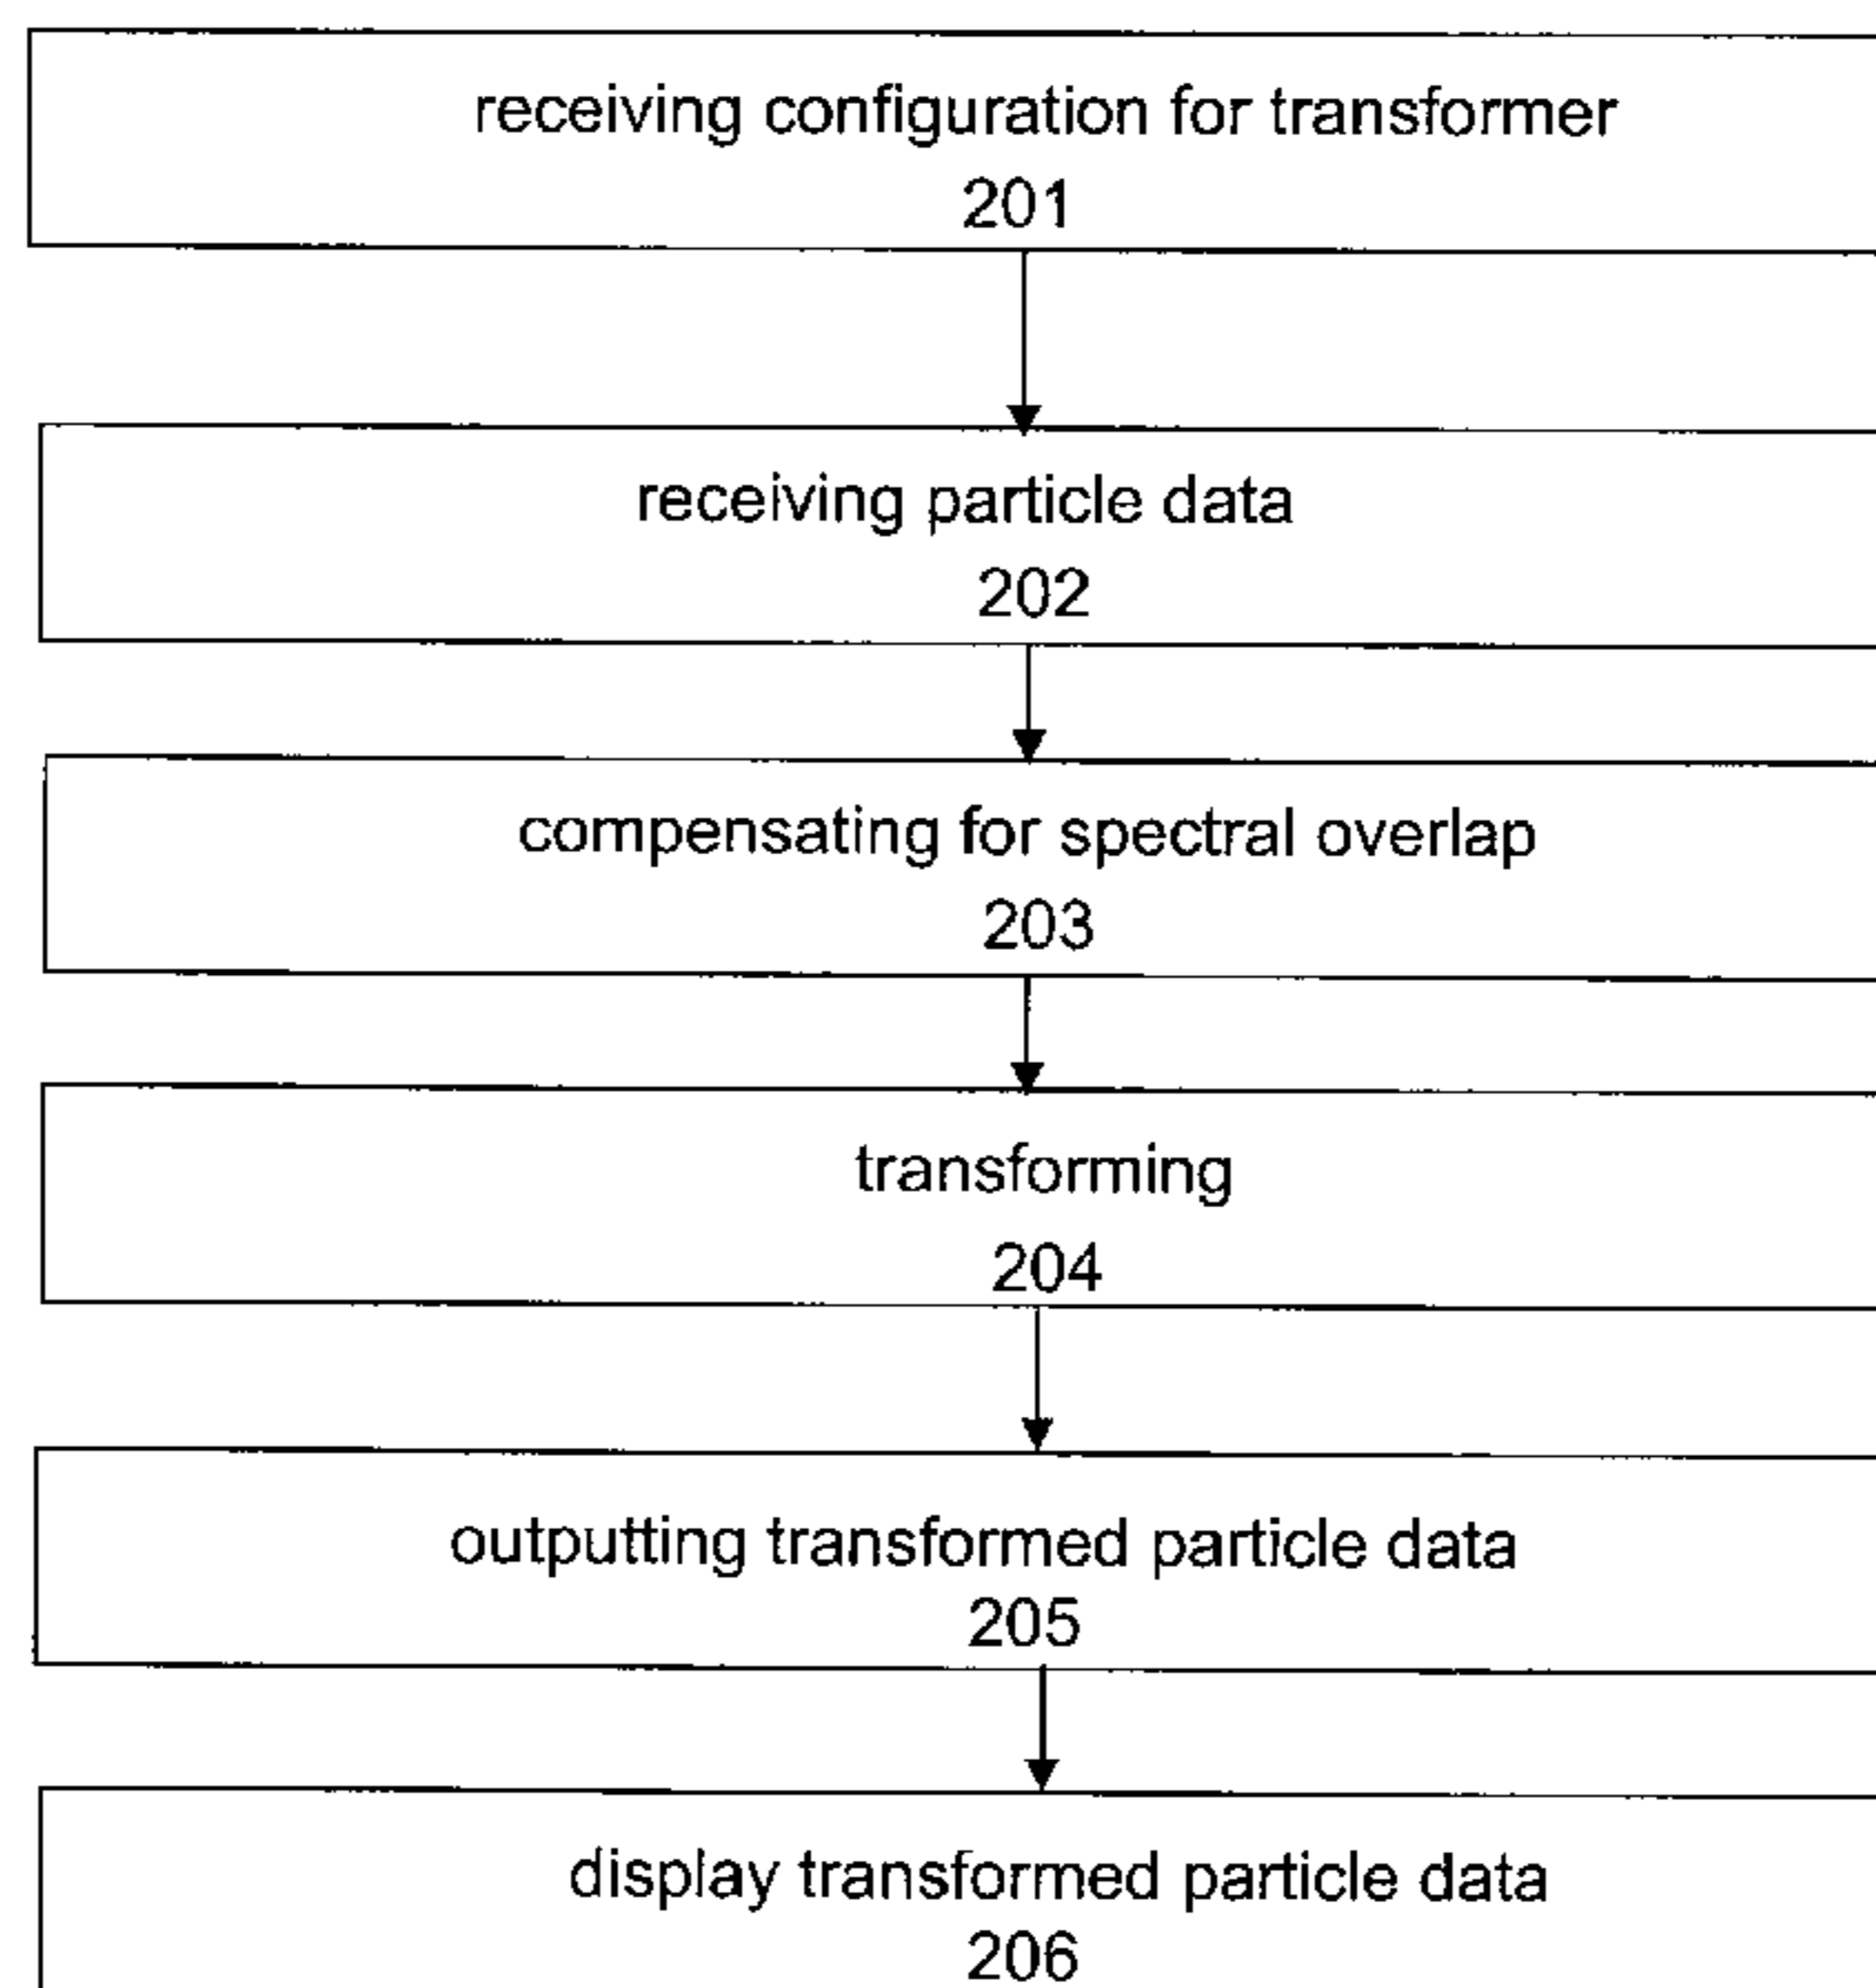 receiving configuration for transformer
201
receiving particle data
202
compensating for spectral overlap
203
transforming
204
outputting transformed particle data
205
display transformed particle data
206